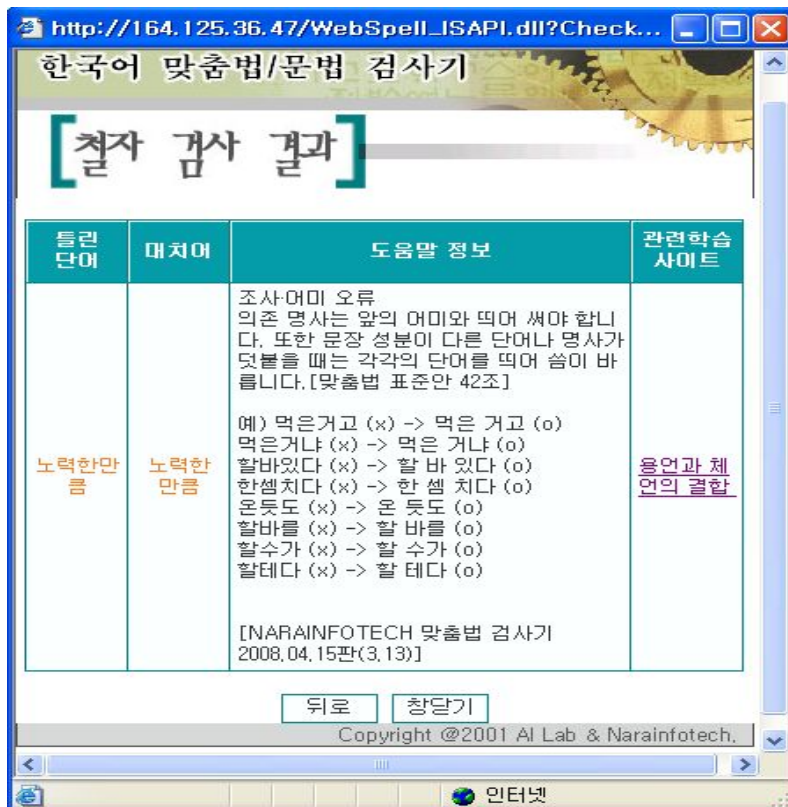 http://164.125.36.47/WebSpell_ISAPI.dll?Check...
한국어 맞춤법/문법 검사기
[철자 검사 결과]
틀린
단어
대치어
도움말 정보
관련학습
사이트
노력한만
큼
노력한
만큼
조사·어미 오류
의존 명사는 앞의 어미와 띄어 써야 합니
다. 또한 문장 성분이 다른 단어나 명사가
덧붙을 때는 각각의 단어를 띄어 씀이 바
릅니다.[맞춤법 표준안 42조]
예) 먹은거고 (x) -> 먹은 거고 (o)
먹은거냐 (x) -> 먹은 거냐 (o)
할바있다 (x) -> 할 바 있다 (o)
한셈치다 (x) -> 한 셈 치다 (o)
온듯도 (x) -> 온 듯도 (o)
할바를 (x) -> 할 바를 (o)
할수가 (x) -> 할 수가 (o)
할테다 (x) -> 할 테다 (o)
[NARAINFOTECH 맞춤법 검사기
2008.04.15판(3.13)]
용언과 체
언의 결합
뒤로
창닫기
Copyright @2001 AI Lab & Narainfotech.
인터넷